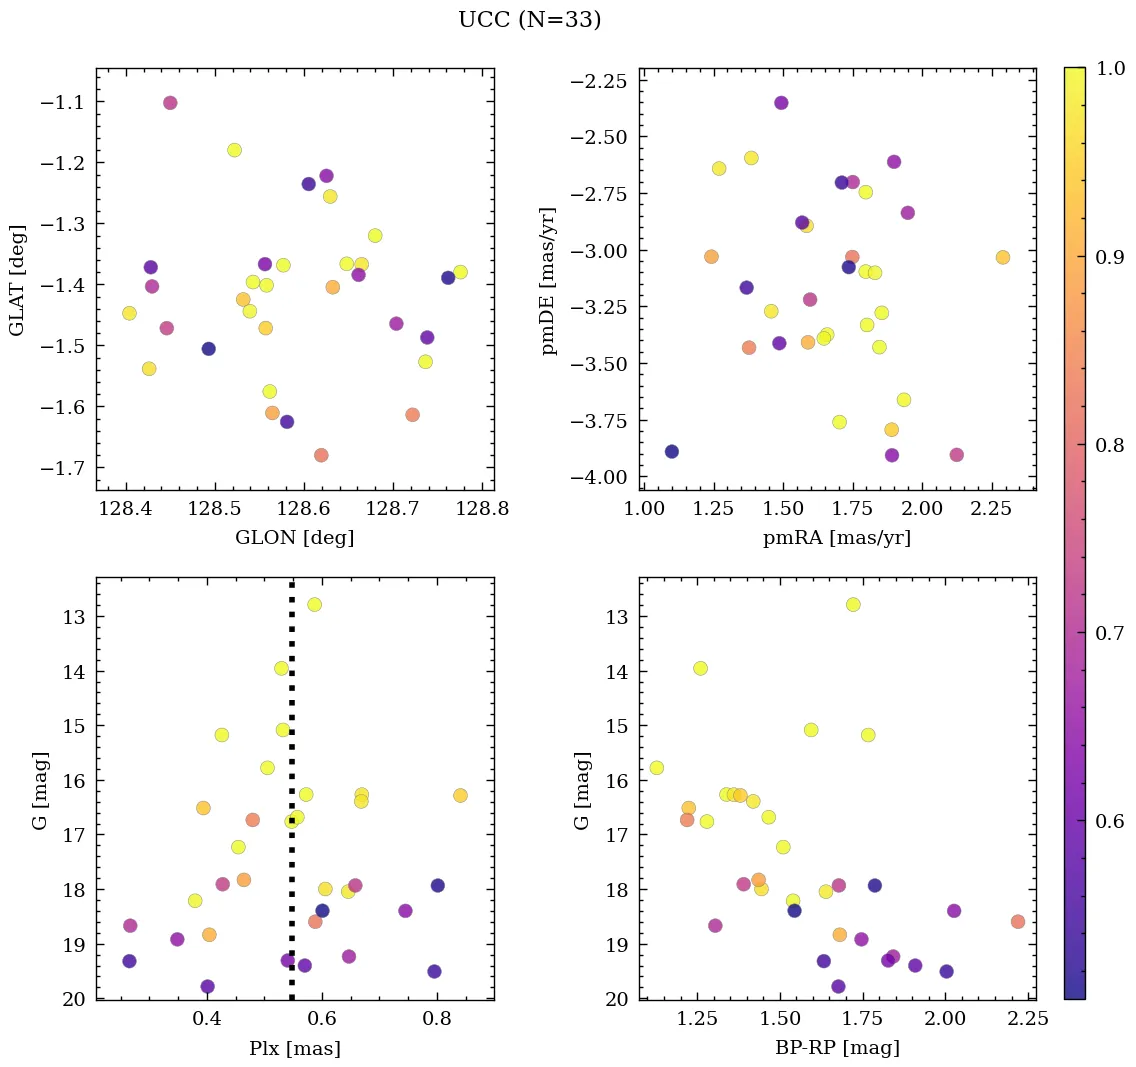 UCC (N=33)
−1.1
−1.2
−1.3
−1.4
−1.5
−1.6
−1.7
GLAT [deg]
128.4 128.5 128.6 128.7 128.8
GLON [deg]
−2.25
−2.50
−2.75
−3.00
−3.25
−3.50
−3.75
−4.00
pmDE [mas/yr]
1.00 1.25 1.50 1.75 2.00 2.25
pmRA [mas/yr]
13
14
15
16
17
18
19
20
G [mag]
0.4 0.6 0.8
Plx [mas]
13
14
15
16
17
18
19
20
G [mag]
1.25 1.50 1.75 2.00 2.25
BP-RP [mag]
1.0
0.9
0.8
0.7
0.6